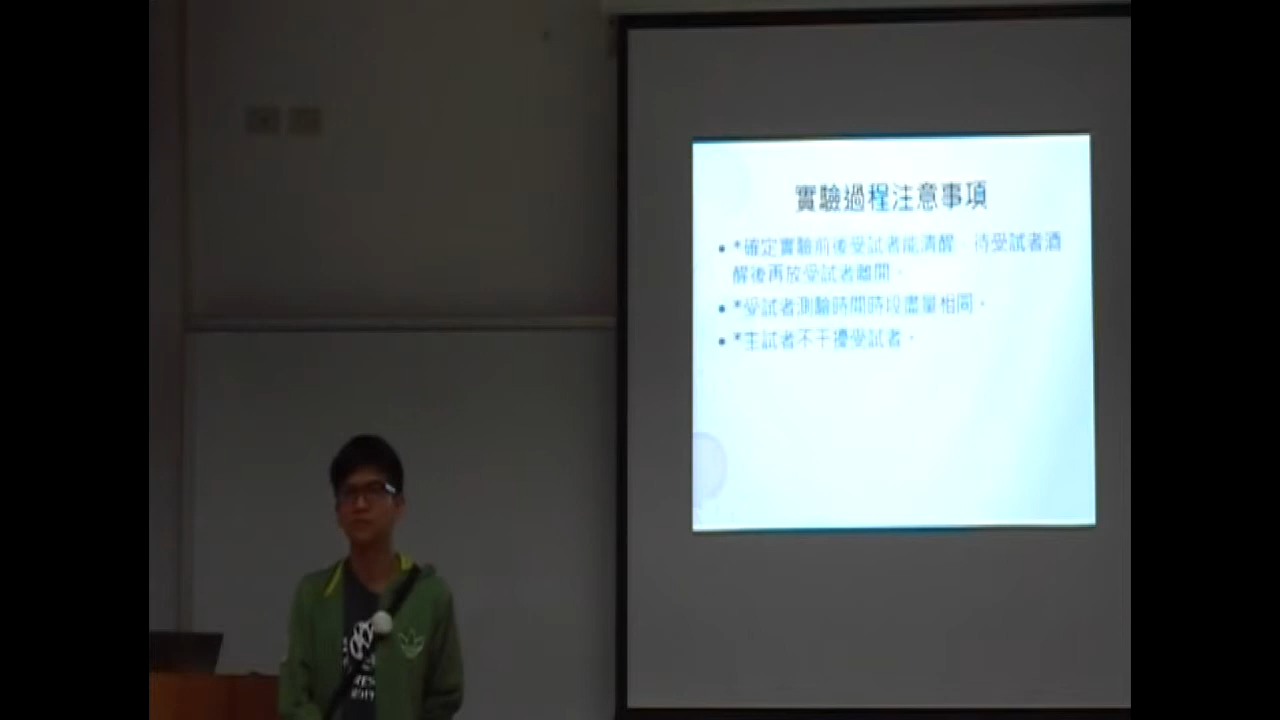 實驗過程注意事項
*確定實驗前後受試者能清醒，待受試者酒
醒後再放受試者離開。
*受試者測驗時間時段盡量相同。
*主試者不干擾受試者。